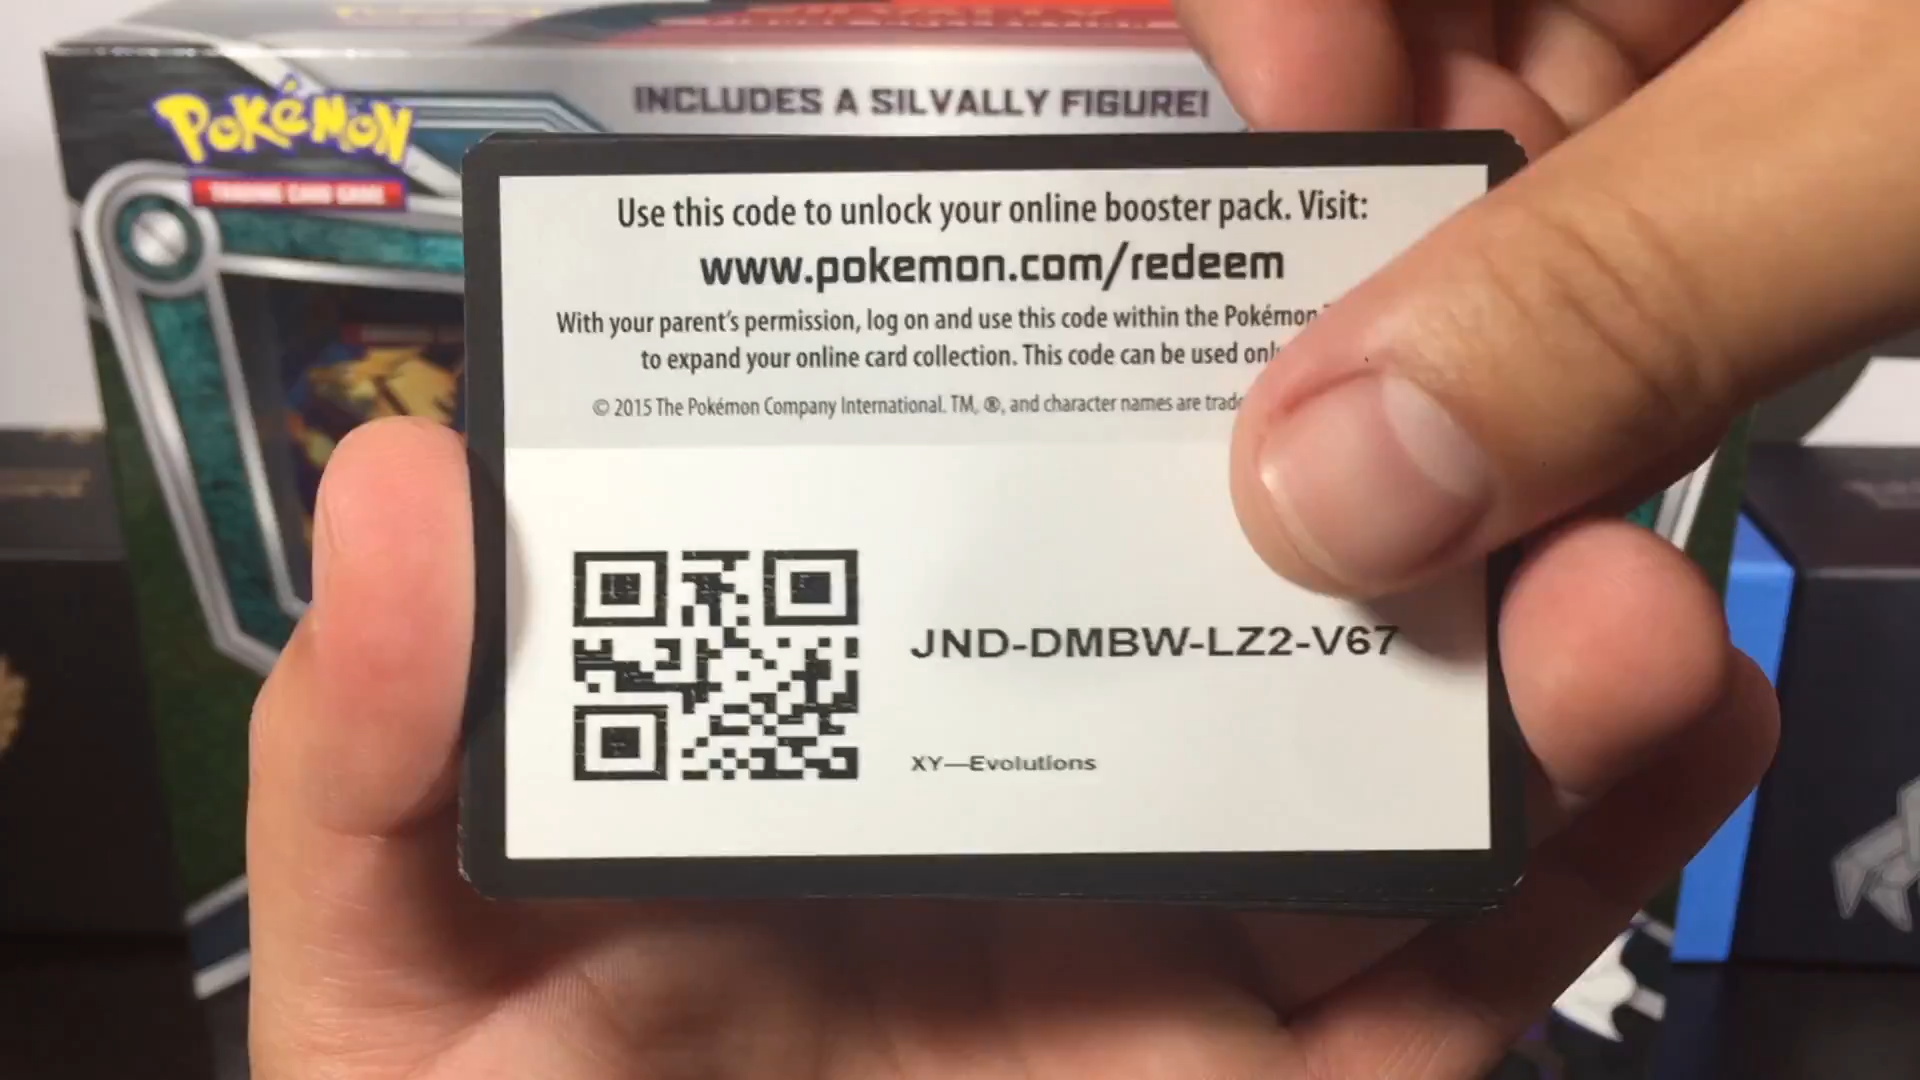 INCLUDES A SILVALLY FIGURE!
POKéMON
TRADING CARD GAME
Use this code to unlock your online booster pack. Visit:
www.pokemon.com/redeem
With your parent's permission, log on and use this code within the Pokémon
to expand your online card collection. This code can be used
© 2015 The Pokémon Company International. TM, ®, and character names are
JND-DMBW-LZ2-V67
XY—Evolutions